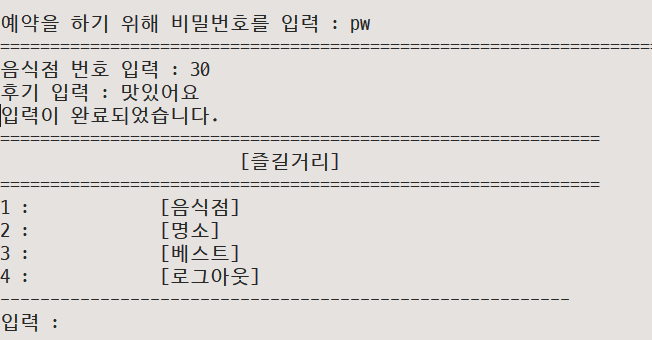 예약을 하기 위해 비밀번호를 입력 : pw
==================================================================
음식점 번호 입력 : 30
후기 입력 : 맛있어요
입력이 완료되었습니다.
============================================================
[즐길거리]
============================================================
1 : [음식점]
2 : [명소]
3 : [베스트]
4 : [로그아웃]
---------------------------------------------------------
입력 :